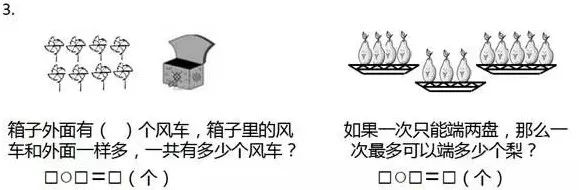 3.
箱子外面有（ ）个风车，箱子里的风
车和外面一样多，一共有多少个风车？
□○□=□（个）
如果一次只能端两盘，那么一
次最多可以端多少个梨？
□○□=□（个）